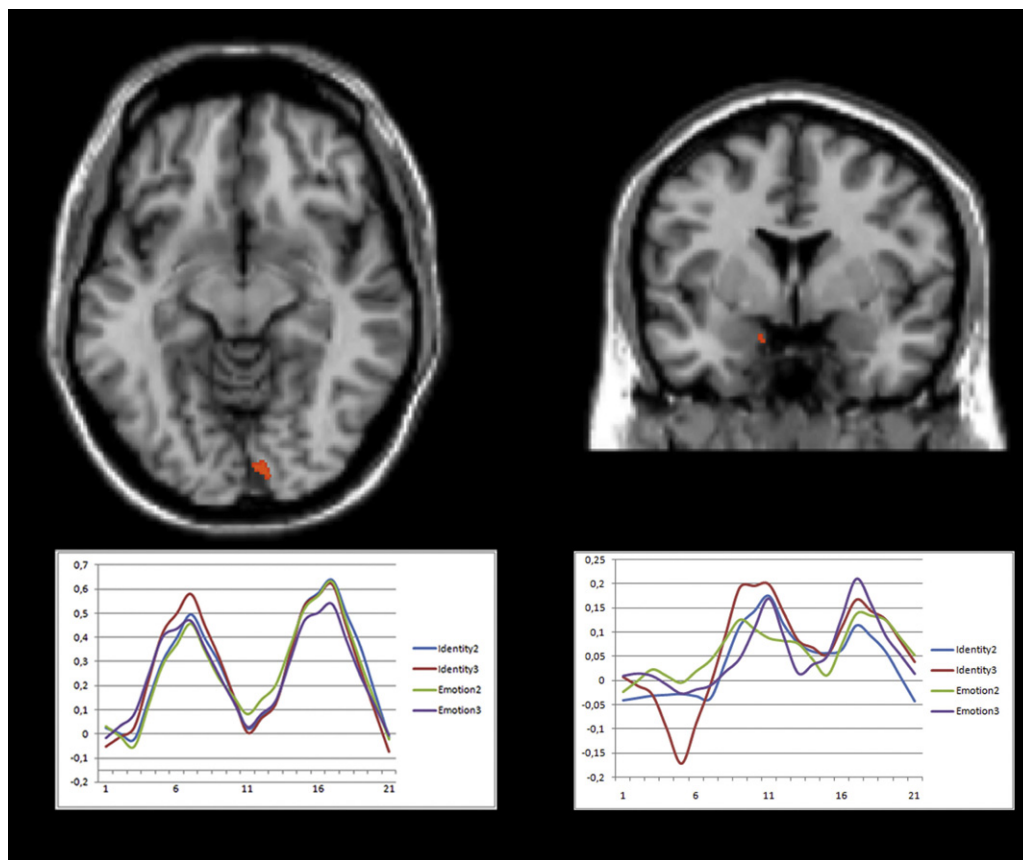 0,7
0,6
0,5
0,4
0,3
0,2
0,1
0
-0,1
-0,2
1 6 11 16 21
Identity2
Identity3
Emotion2
Emotion3
0,25
0,2
0,15
0,1
0,05
0
-0,05
-0,1
-0,15
-0,2
1 6 11 16 21
Identity2
Identity3
Emotion2
Emotion3